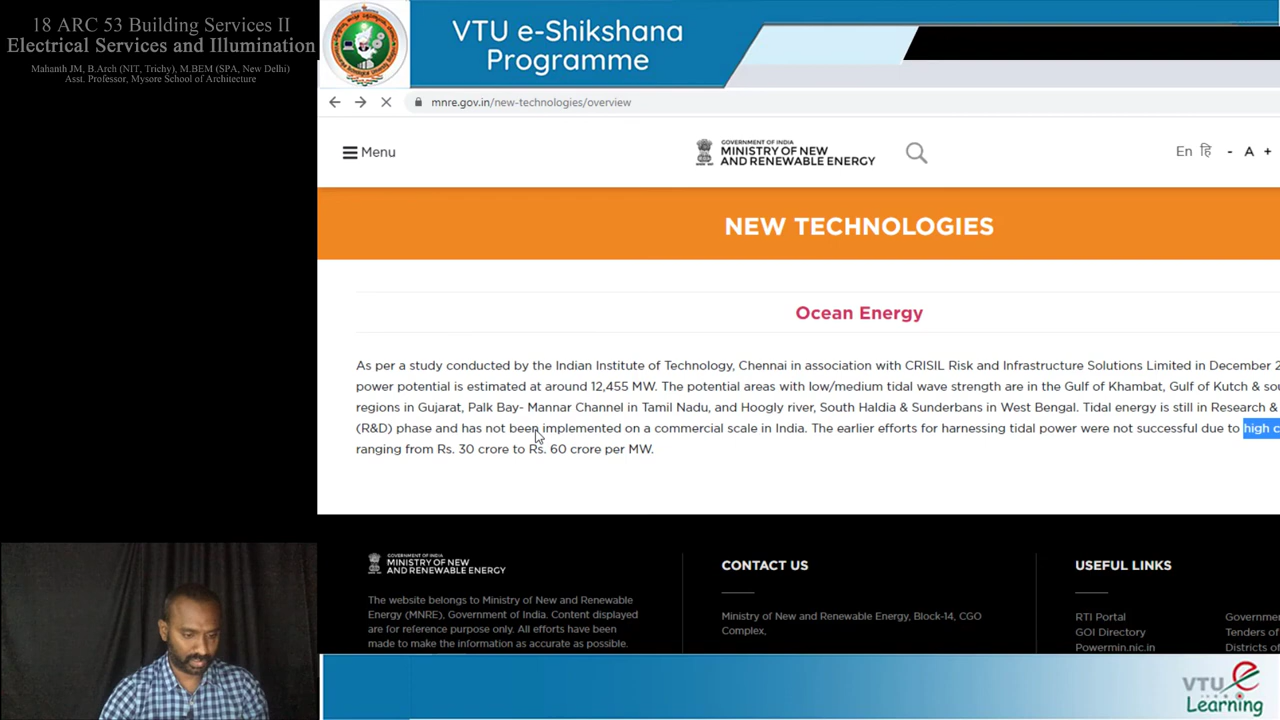 18 ARC 53 Building Services II
Electrical Services and Illumination
Mahanth JM, B.Arch (NIT, Trichy), M.BEM (SPA, New Delhi)
Asst. Professor, Mysore School of Architecture
VTU e-Shikshana
Programme
mnre.gov.in/new-technologies/overview
Menu
GOVERNMENT OF INDIA
MINISTRY OF NEW
AND RENEWABLE ENERGY
En हि - A +
NEW TECHNOLOGIES
Ocean Energy
As per a study conducted by the Indian Institute of Technology, Chennai in association with CRISIL Risk and Infrastructure Solutions Limited in December 2
power potential is estimated at around 12,455 MW. The potential areas with low/medium tidal wave strength are in the Gulf of Khambat, Gulf of Kutch & sou
regions in Gujarat, Palk Bay- Mannar Channel in Tamil Nadu, and Hoogly river, South Haldia & Sunderbans in West Bengal. Tidal energy is still in Research &
(R&D) phase and has not been implemented on a commercial scale in India. The earlier efforts for harnessing tidal power were not successful due to high c
ranging from Rs. 30 crore to Rs. 60 crore per MW.
GOVERNMENT OF INDIA
MINISTRY OF NEW
AND RENEWABLE ENERGY
The website belongs to Ministry of New and Renewable
Energy (MNRE), Government of India. Content displayed
are for reference purpose only. All efforts have been
made to make the information as accurate as possible.
CONTACT US
Ministry of New and Renewable Energy, Block-14, CGO
Complex,
USEFUL LINKS
RTI Portal
GOI Directory
Powermin.nic.in
Governme
Tenders of
Districts of
VTU e
Learning